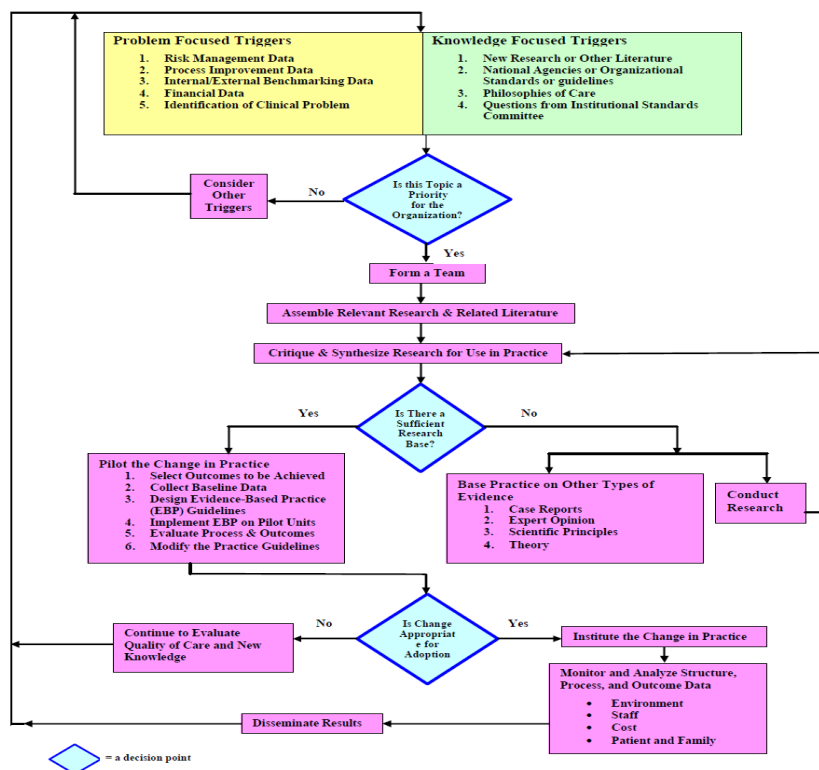 Problem Focused Triggers
1. Risk Management Data
2. Process Improvement Data
3. Internal/External Benchmarking Data
4. Financial Data
5. Identification of Clinical Problem
Knowledge Focused Triggers
1. New Research or Other Literature
2. National Agencies or Organizational
Standards or guidelines
3. Philosophies of Care
4. Questions from Institutional Standards
Committee
Consider
Other
Triggers
No
Is this Topic a
Priority
for the
Organization?
Yes
Form a Team
Assemble Relevant Research & Related Literature
Critique & Synthesize Research for Use in Practice
Yes
Is There a
Sufficient
Research
Base?
No
Pilot the Change in Practice
1. Select Outcomes to be Achieved
2. Collect Baseline Data
3. Design Evidence-Based Practice
(EBP) Guidelines
4. Implement EBP on Pilot Units
5. Evaluate Process & Outcomes
6. Modify the Practice Guidelines
Base Practice on Other Types of
Evidence
1. Case Reports
2. Expert Opinion
3. Scientific Principles
4. Theory
Conduct
Research
Continue to Evaluate
Quality of Care and New
Knowledge
No
Is Change
Appropriat
e for
Adoption
Yes
Institute the Change in Practice
Monitor and Analyze Structure,
Process, and Outcome Data
• Environment
• Staff
• Cost
• Patient and Family
Disseminate Results
= a decision point